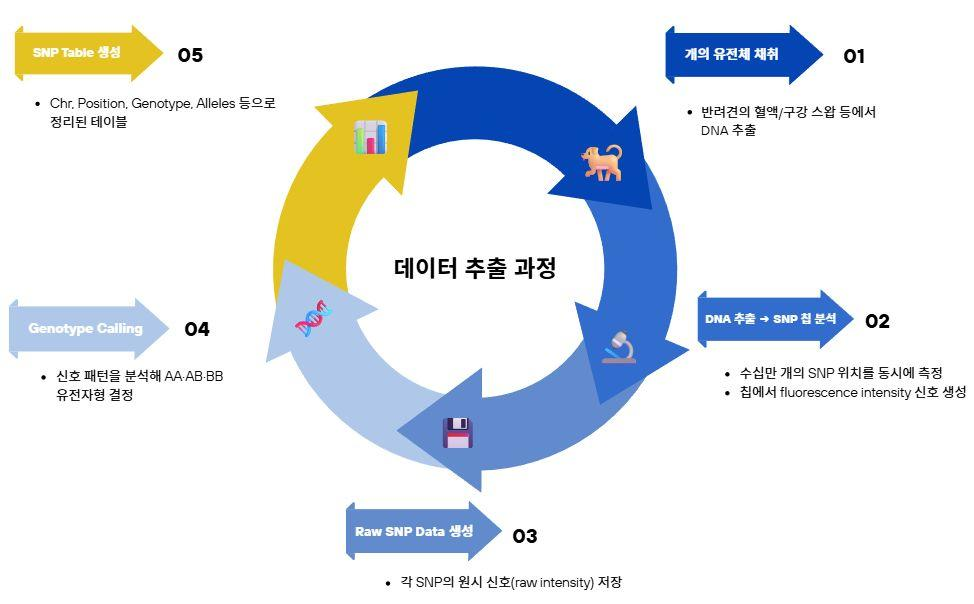 데이터 추출 과정
개의 유전체 채취
01
• 반려견의 혈액/구강 스왑 등에서
DNA 추출
DNA 추출 → SNP 칩 분석
02
• 수십만 개의 SNP 위치를 동시에 측정
• 칩에서 fluorescence intensity 신호 생성
Raw SNP Data 생성
03
• 각 SNP의 원시 신호(raw intensity) 저장
Genotype Calling
04
• 신호 패턴을 분석해 AA·AB·BB
유전자형 결정
SNP Table 생성
05
• Chr, Position, Genotype, Alleles 등으로
정리된 테이블